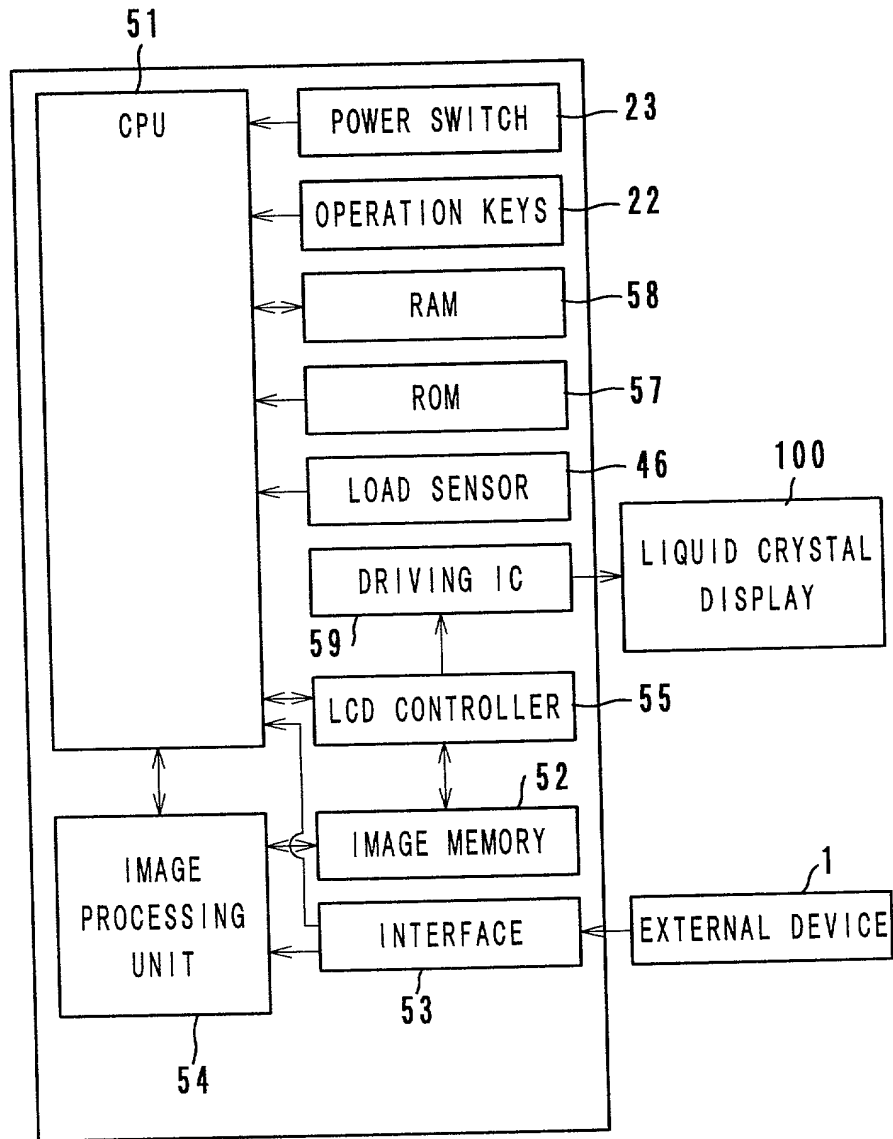 51
CPU
POWER SWITCH
23
OPERATION KEYS
22
RAM
58
ROM
57
LOAD SENSOR
46
DRIVING IC
59
100
LIQUID CRYSTAL
DISPLAY
LCD CONTROLLER
55
52
IMAGE MEMORY
IMAGE
PROCESSING
UNIT
54
INTERFACE
53
1
EXTERNAL DEVICE